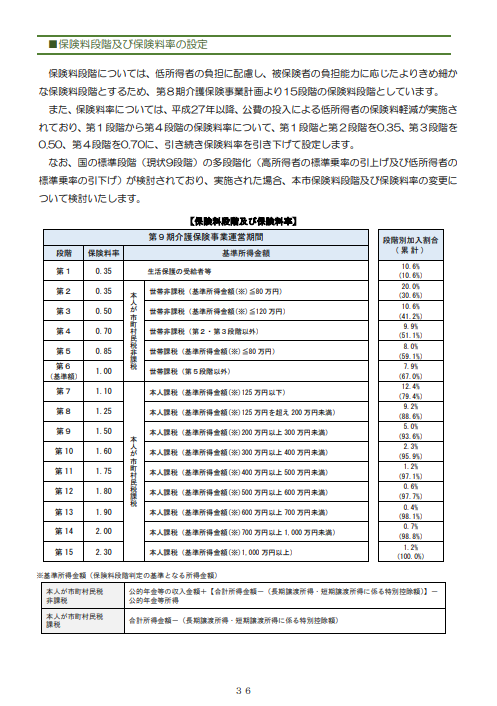 ■保険料段階及び保険料率の設定
保険料段階については、低所得者の負担に配慮し、被保険者の負担能力に応じたよりきめ細か
な保険料段階とするため、第8期介護保険事業計画より15段階の保険料段階としています。
また、保険料率については、平成27年以降、公費の投入による低所得者の保険料軽減が実施さ
れており、第1段階から第4段階の保険料率について、第1段階と第2段階を0.35、第3段階を
0.50、第4段階を0.70に、引き続き保険料率を引き下げて設定します。
なお、国の標準段階（現状9段階）の多段階化（高所得者の標準乗率の引上げ及び低所得者の
標準乗率の引下げ）が検討されており、実施された場合、本市保険料段階及び保険料率の変更に
ついて検討いたします。
【保険料段階及び保険料率】
第9期介護保険事業運営期間
段階 保険料率 基準所得金額
段階別加入割合
（累計）
第1 0.35 生活保護の受給者等 10.6%
(10.6%)
本人が市町村民税非課税
第2 0.35 世帯非課税（基準所得金額(※)≦80万円） 20.0%
(30.6%)
第3 0.50 世帯非課税（基準所得金額(※)≦120万円） 10.6%
(41.2%)
第4 0.70 世帯非課税（第2・第3段階以外） 9.9%
(51.1%)
第5 0.85 世帯課税（基準所得金額(※)≦80万円） 8.0%
(59.1%)
第6
（基準額） 1.00 世帯課税（第5段階以外） 7.9%
(67.0%)
本人が市町村民税課税
第7 1.10 本人課税（基準所得金額(※)125万円以下） 12.4%
(79.4%)
第8 1.25 本人課税（基準所得金額(※)125万円を超え200万円未満） 9.2%
(88.6%)
第9 1.50 本人課税（基準所得金額(※)200万円以上300万円未満） 5.0%
(93.6%)
第10 1.60 本人課税（基準所得金額(※)300万円以上400万円未満） 2.3%
(95.9%)
第11 1.75 本人課税（基準所得金額(※)400万円以上500万円未満） 1.2%
(97.1%)
第12 1.80 本人課税（基準所得金額(※)500万円以上600万円未満） 0.6%
(97.7%)
第13 1.90 本人課税（基準所得金額(※)600万円以上700万円未満） 0.4%
(98.1%)
第14 2.00 本人課税（基準所得金額(※)700万円以上1,000万円未満） 0.7%
(98.8%)
第15 2.30 本人課税（基準所得金額(※)1,000万円以上） 1.2%
(100.0%)
※基準所得金額（保険料段階判定の基準となる所得金額）
本人が市町村民税
非課税
公的年金等の収入金額＋【合計所得金額－（長期譲渡所得・短期譲渡所得に係る特別控除額）】－
公的年金等所得
本人が市町村民税
課税
合計所得金額－（長期譲渡所得・短期譲渡所得に係る特別控除額）
36